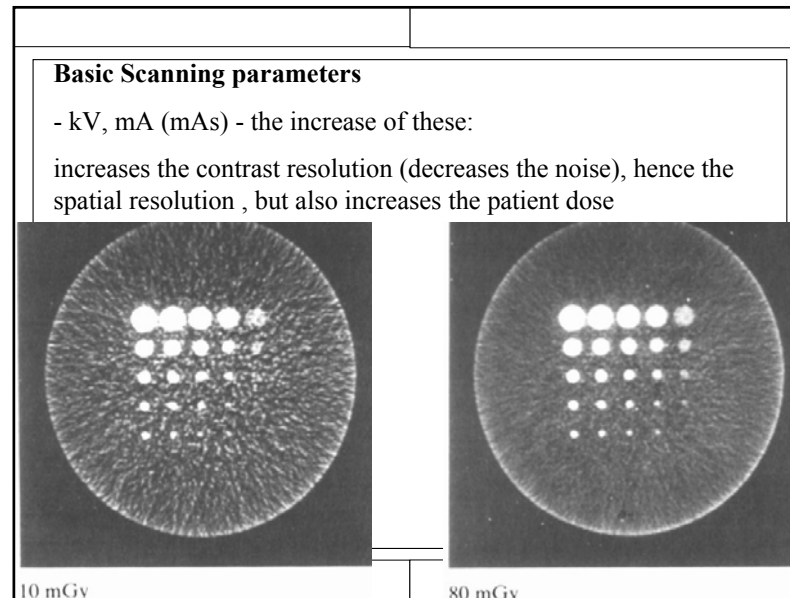 Basic Scanning parameters
- kV, mA (mAs) - the increase of these:
increases the contrast resolution (decreases the noise), hence the
spatial resolution , but also increases the patient dose
10 mGy
80 mGy